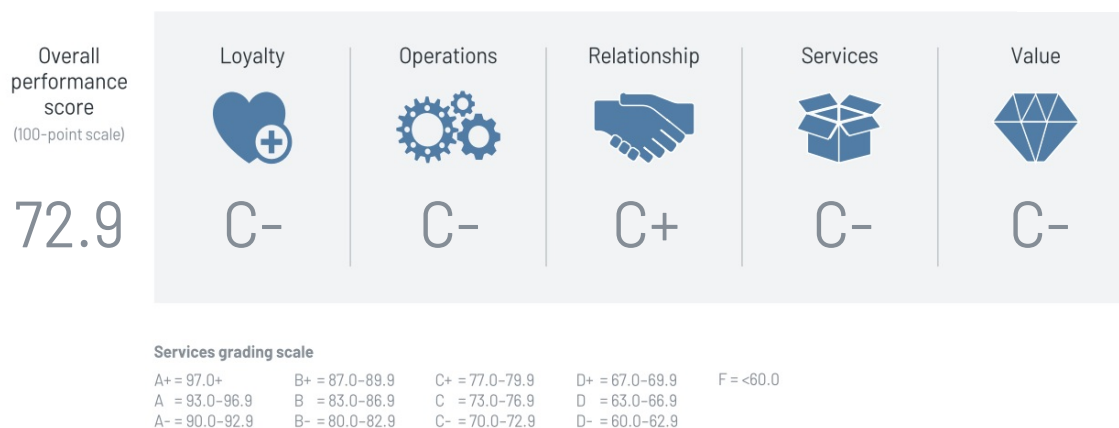 Overall
performance
score
(100-point scale)
72.9
Loyalty
Operations
Relationship
Services
Value
C-
C-
C+
C-
C-
Services grading scale
A+ = 97.0+ B+ = 87.0-89.9 C+ = 77.0-79.9 D+ = 67.0-69.9 F = <60.0
A = 93.0-96.9 B = 83.0-86.9 C = 73.0-76.9 D = 63.0-66.9
A- = 90.0-92.9 B- = 80.0-82.9 C- = 70.0-72.9 D- = 60.0-62.9